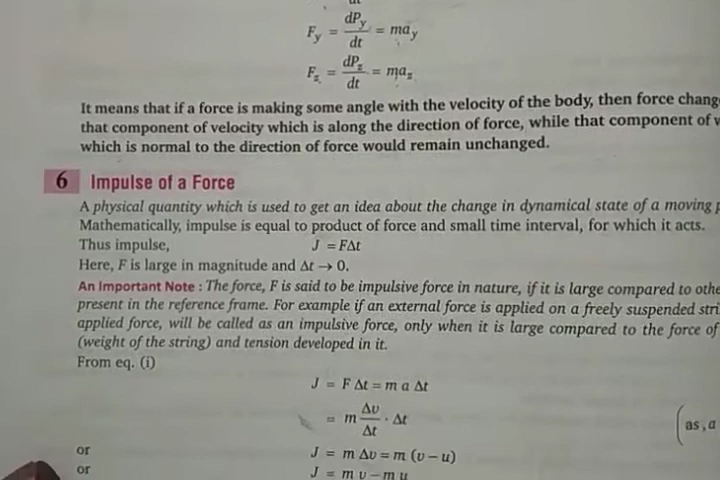 F_y = dP_y/dt = ma_y
F_z = dP_z/dt = ma_z
It means that if a force is making some angle with the velocity of the body, then force
that component of velocity which is along the direction of force, while that component of
which is normal to the direction of force would remain unchanged.
6 Impulse of a Force
A physical quantity which is used to get an idea about the change in dynamical state of a moving
Mathematically, impulse is equal to product of force and small time interval, for which it acts.
Thus impulse, J = FΔt
Here, F is large in magnitude and Δt → 0.
An Important Note : The force, F is said to be impulsive force in nature, if it is large compared to
present in the reference frame. For example if an external force is applied on a freely suspended
applied force, will be called as an impulsive force, only when it is large compared to the force of
(weight of the string) and tension developed in it.
From eq. (i)
J = F Δt = m a Δt
= m Δv/Δt · Δt (as, a
or J = m Δv = m (v – u)
or J = m v – m u